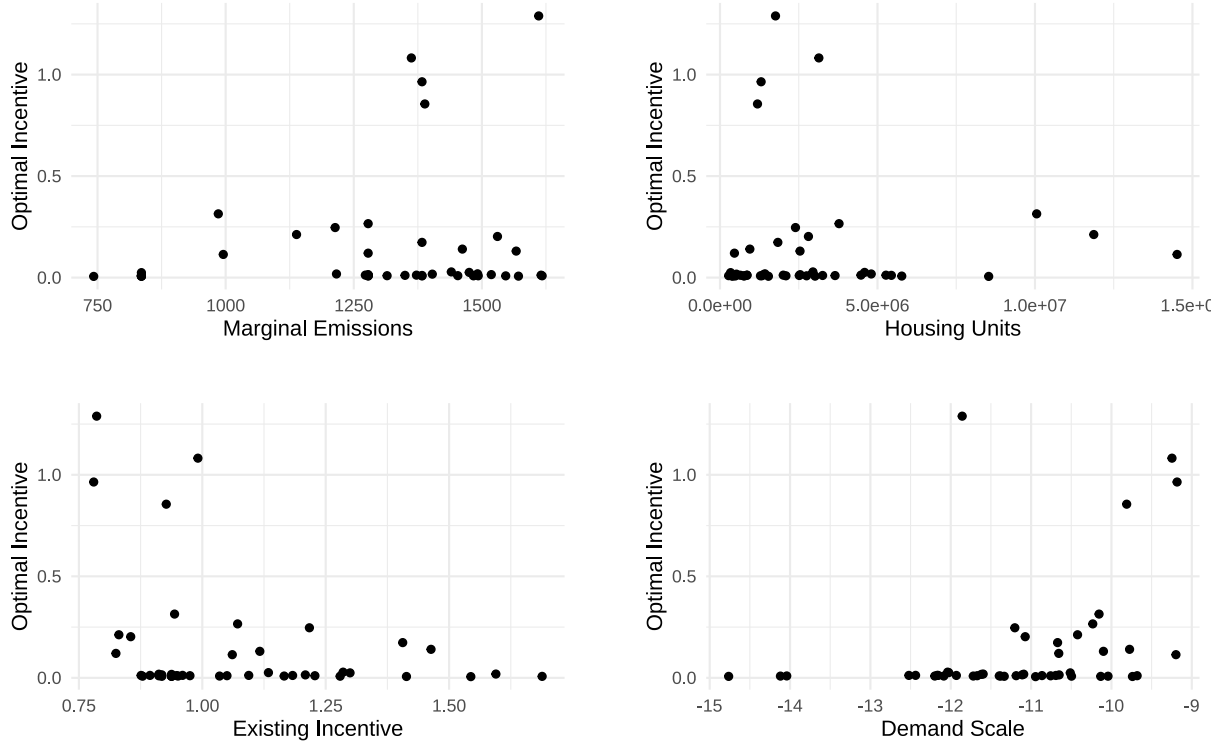 1.0
0.5
0.0
Optimal Incentive
750 1000 1250 1500
Marginal Emissions
1.0
0.5
0.0
Optimal Incentive
0.0e+00 5.0e+06 1.0e+07 1.5e+0
Housing Units
1.0
0.5
0.0
Optimal Incentive
0.75 1.00 1.25 1.50
Existing Incentive
1.0
0.5
0.0
Optimal Incentive
-15 -14 -13 -12 -11 -10 -9
Demand Scale